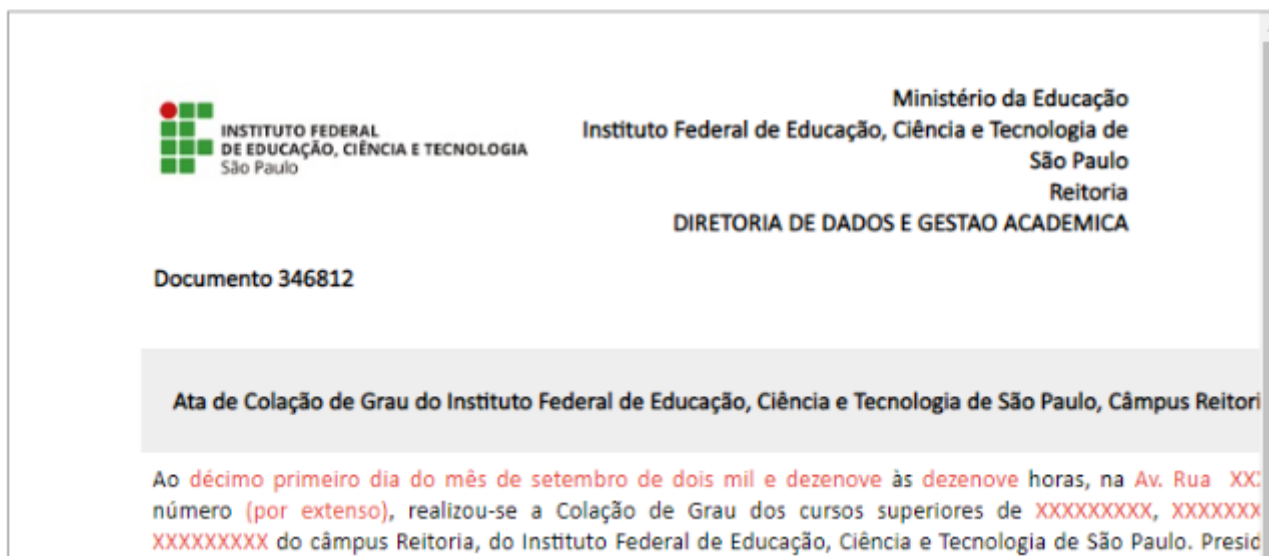 INSTITUTO FEDERAL
DE EDUCAÇÃO, CIÊNCIA E TECNOLOGIA
São Paulo
Ministério da Educação
Instituto Federal de Educação, Ciência e Tecnologia de
São Paulo
Reitoria
DIRETORIA DE DADOS E GESTAO ACADEMICA
Documento 346812
Ata de Colação de Grau do Instituto Federal de Educação, Ciência e Tecnologia de São Paulo, Câmpus Reitori
Ao décimo primeiro dia do mês de setembro de dois mil e dezenove às dezenove horas, na Av. Rua XX
número (por extenso), realizou-se a Colação de Grau dos cursos superiores de XXXXXXXXX, XXXXXXX
XXXXXXXXX do câmpus Reitoria, do Instituto Federal de Educação, Ciência e Tecnologia de São Paulo. Presid